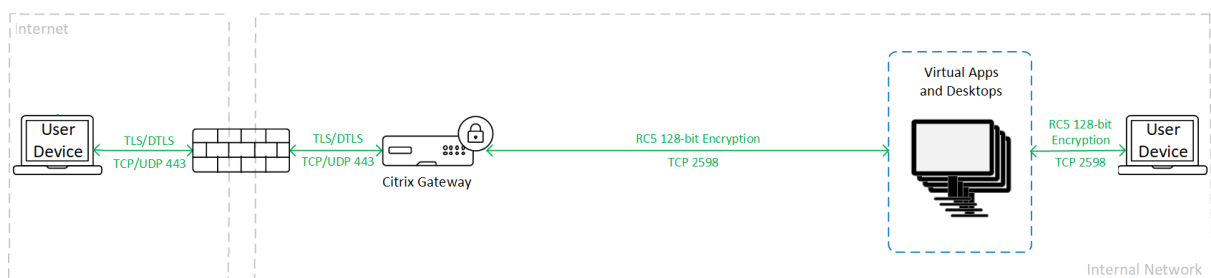 Internet
User
Device
TLS/DTLS
TCP/UDP 443
TLS/DTLS
TCP/UDP 443
Citrix Gateway
RC5 128-bit Encryption
TCP 2598
Virtual Apps
and Desktops
RC5 128-bit
Encryption
TCP 2598
User
Device
Internal Network